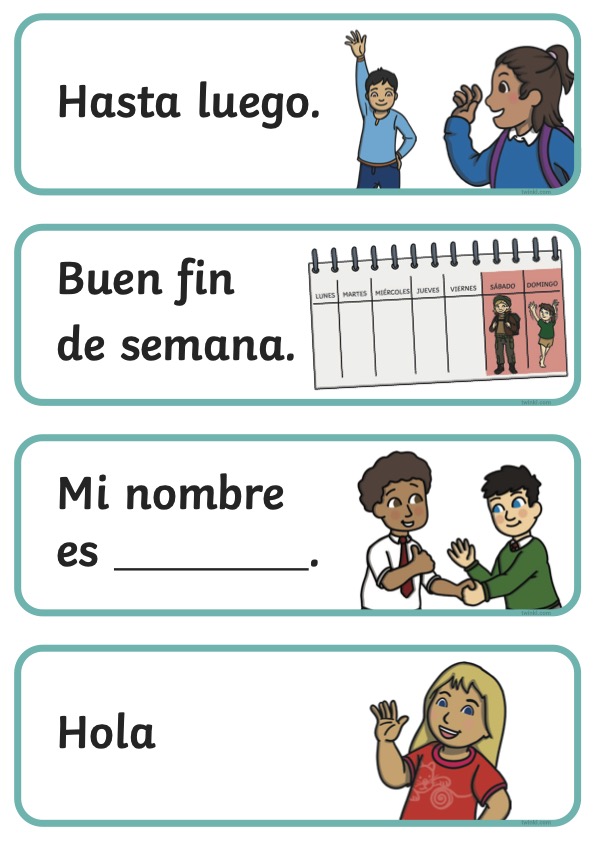 Hasta luego.
twinkl.com
Buen fin
de semana.
LUNES MARTES MIÉRCOLES JUEVES VIERNES SÁBADO DOMINGO
twinkl.com
Mi nombre
es ________.
twinkl.com
Hola
twinkl.com